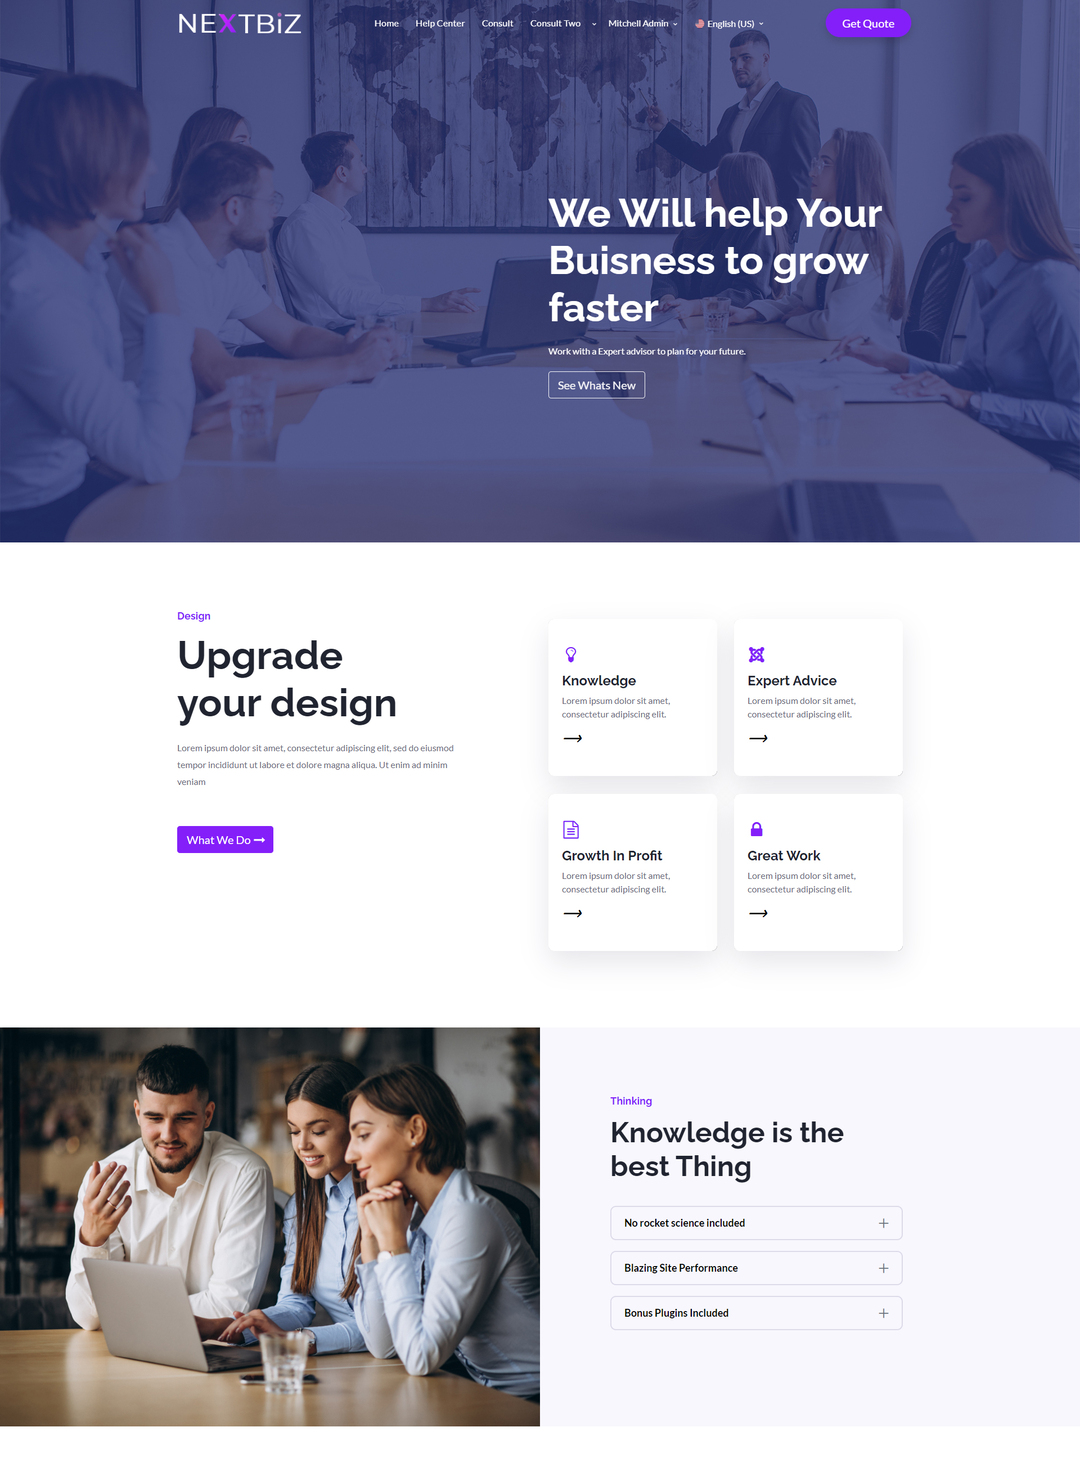 NEXTBiZ
Home Help Center Consult Consult Two Mitchell Admin English (US) Get Quote
We Will help Your
Buisness to grow
faster
Work with a Expert advisor to plan for your future.
See Whats New
Design
Upgrade
your design
Lorem ipsum dolor sit amet, consectetur adipiscing elit, sed do eiusmod
tempor incididunt ut labore et dolore magna aliqua. Ut enim ad minim
veniam
What We Do
Knowledge
Lorem ipsum dolor sit amet,
consectetur adipiscing elit.
Expert Advice
Lorem ipsum dolor sit amet,
consectetur adipiscing elit.
Growth In Profit
Lorem ipsum dolor sit amet,
consectetur adipiscing elit.
Great Work
Lorem ipsum dolor sit amet,
consectetur adipiscing elit.
Thinking
Knowledge is the
best Thing
No rocket science included
Blazing Site Performance
Bonus Plugins Included